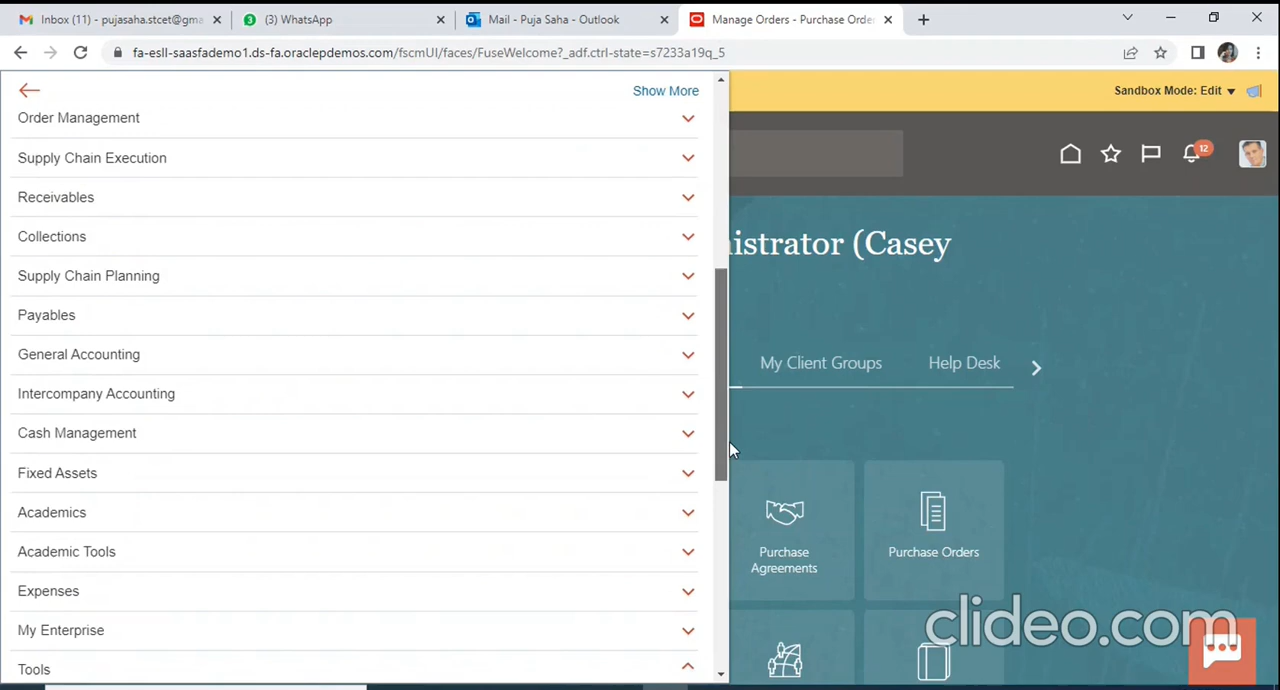 Inbox (11) - pujasaha.stcet@gma
(3) WhatsApp
Mail - Puja Saha - Outlook
Manage Orders - Purchase Orde
fa-esll-saasfademo1.ds-fa.oraclepdemos.com/fscmUI/faces/FuseWelcome?_adf.ctrl-state=s7233a19q_5
Show More
Sandbox Mode: Edit
Order Management
12
Supply Chain Execution
Receivables
Collections
nistrator (Casey
Supply Chain Planning
Payables
General Accounting
My Client Groups
Help Desk
Intercompany Accounting
Cash Management
Fixed Assets
Academics
Academic Tools
Purchase
Agreements
Purchase Orders
Expenses
My Enterprise
Tools
clideo.com